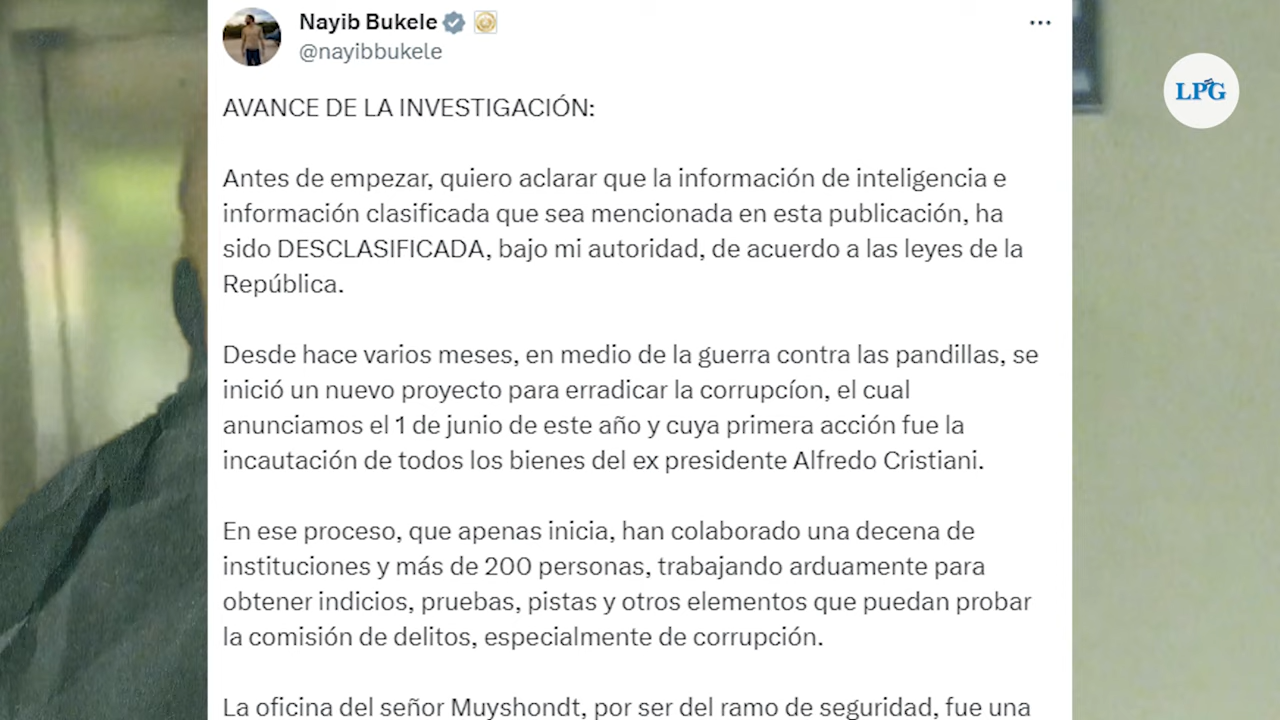 Nayib Bukele
@nayibbukele
LPG
AVANCE DE LA INVESTIGACIÓN:
Antes de empezar, quiero aclarar que la información de inteligencia e
información clasificada que sea mencionada en esta publicación, ha
sido DESCLASIFICADA, bajo mi autoridad, de acuerdo a las leyes de la
República.
Desde hace varios meses, en medio de la guerra contra las pandillas, se
inició un nuevo proyecto para erradicar la corrupcíon, el cual
anunciamos el 1 de junio de este año y cuya primera acción fue la
incautación de todos los bienes del ex presidente Alfredo Cristiani.
En ese proceso, que apenas inicia, han colaborado una decena de
instituciones y más de 200 personas, trabajando arduamente para
obtener indicios, pruebas, pistas y otros elementos que puedan probar
la comisión de delitos, especialmente de corrupción.
La oficina del señor Muyshondt, por ser del ramo de seguridad, fue una